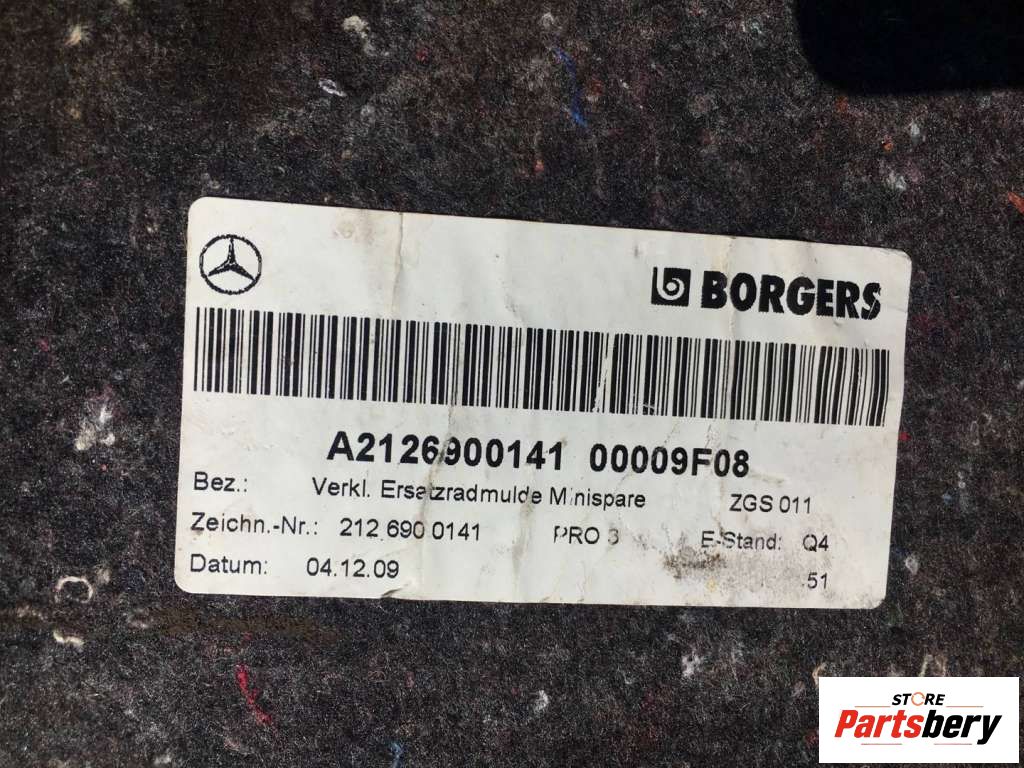 BORGERS
A2126900141 00009F08
Bez.: Verkl. Ersatzradmulde Minispare ZGS 011
Zeichn.-Nr.: 212 690 0141 PRO 3 E-Stand: Q4
Datum: 04.12.09 51
STORE
Partsbery